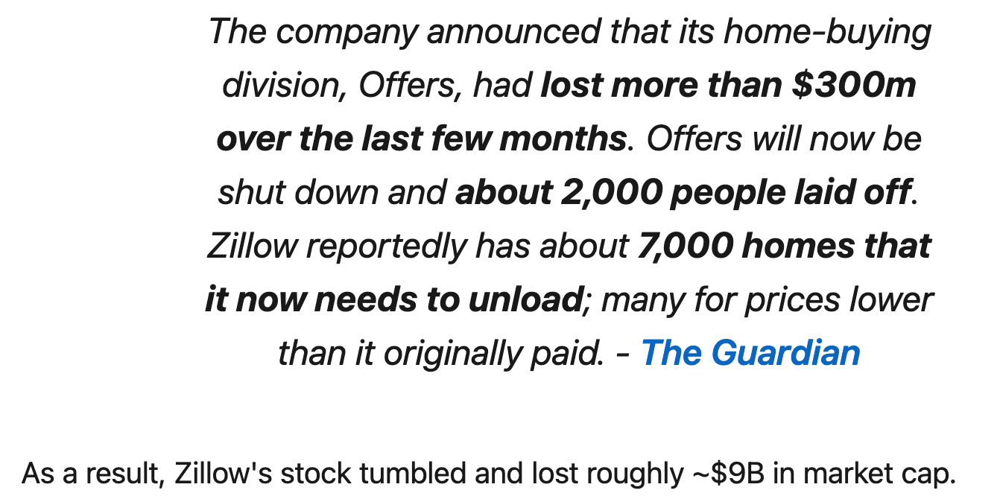 The company announced that its home-buying
division, Offers, had lost more than $300m
over the last few months. Offers will now be
shut down and about 2,000 people laid off.
Zillow reportedly has about 7,000 homes that
it now needs to unload; many for prices lower
than it originally paid. - The Guardian
As a result, Zillow's stock tumbled and lost roughly ~$9B in market cap.